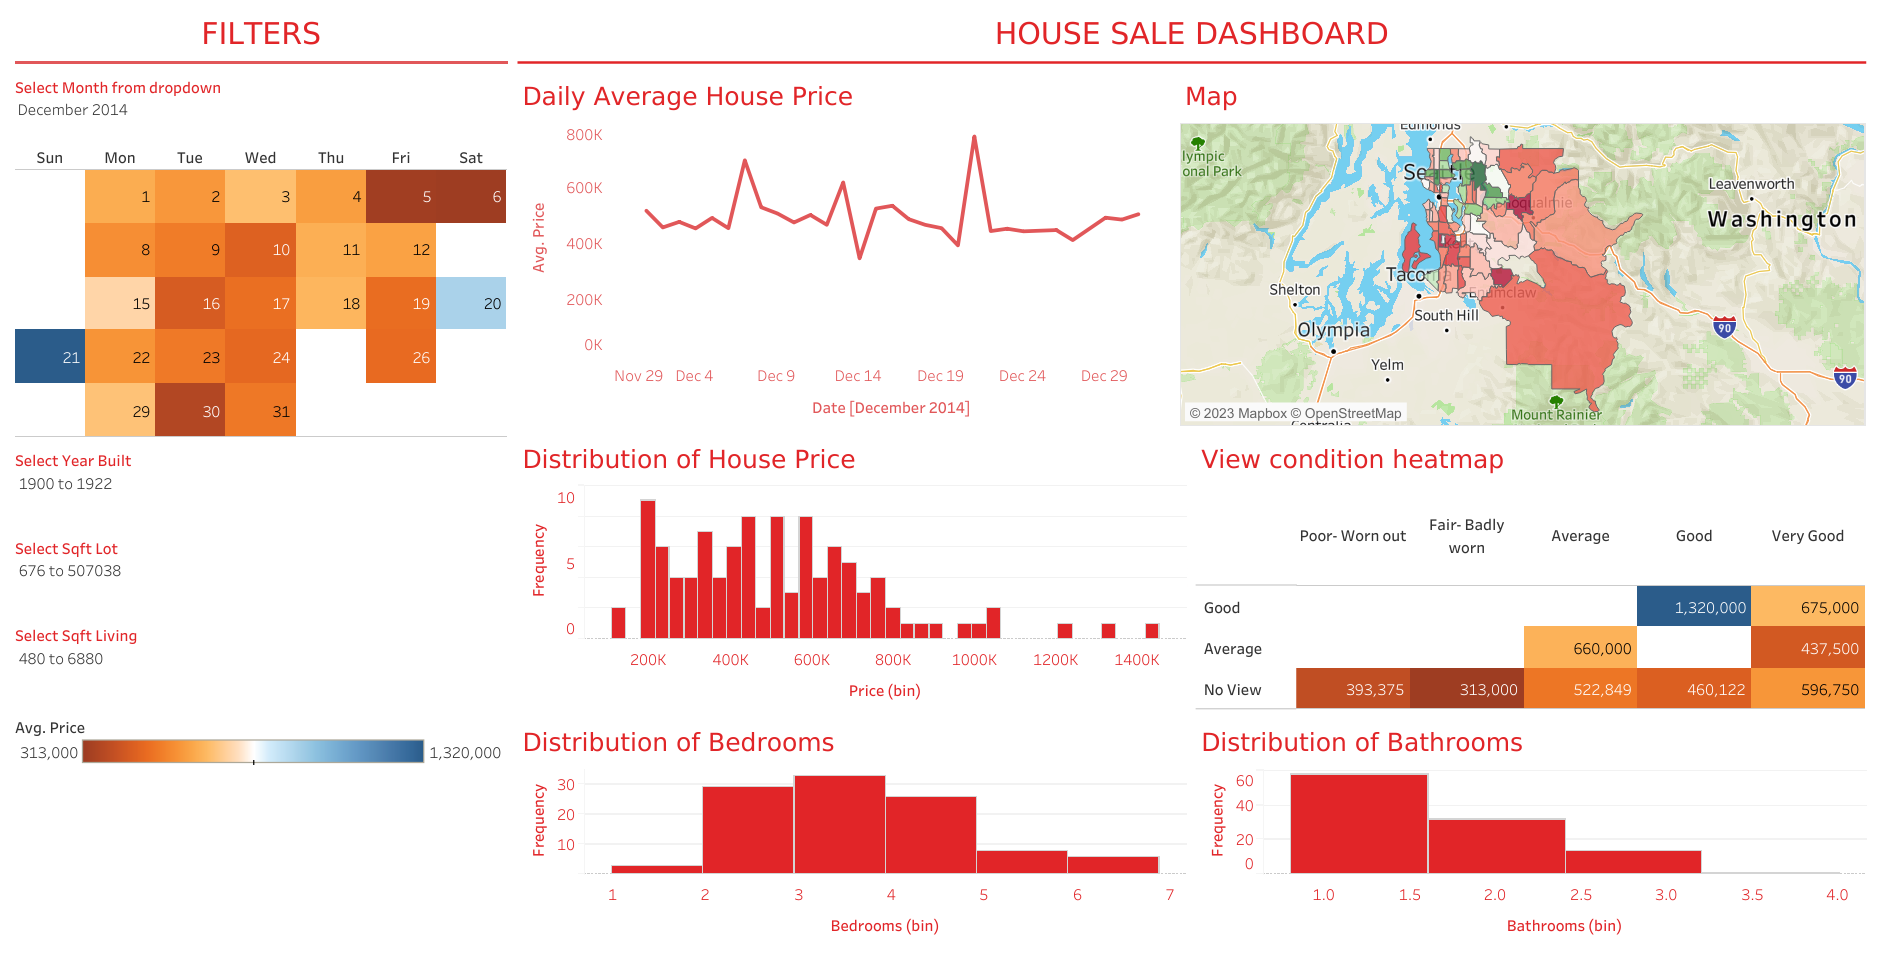 FILTERS
HOUSE SALE DASHBOARD
Select Month from dropdown
December 2014
Sun Mon Tue Wed Thu Fri Sat
1 2 3 4 5 6
8 9 10 11 12
15 16 17 18 19 20
21 22 23 24 26
29 30 31
Select Year Built
1900 to 1922
Select Sqft Lot
676 to 507038
Select Sqft Living
480 to 6880
Avg. Price
313,000 1,320,000
Daily Average House Price
800K
600K
400K
200K
0K
Avg. Price
Nov 29 Dec 4 Dec 9 Dec 14 Dec 19 Dec 24 Dec 29
Date [December 2014]
Map
Edmonds
lympic
onal Park
Seattle
Leavenworth
oqualmie
Washington
Tacoma
Enumclaw
Shelton
South Hill
Olympia
90
Yelm
90
Mount Rainier
© 2023 Mapbox © OpenStreetMap
Centralia
Distribution of House Price
10
5
0
Frequency
200K 400K 600K 800K 1000K 1200K 1400K
Price (bin)
View condition heatmap
Poor- Worn out Fair- Badly worn Average Good Very Good
Good 1,320,000 675,000
Average 660,000 437,500
No View 393,375 313,000 522,849 460,122 596,750
Distribution of Bedrooms
30
20
10
Frequency
1 2 3 4 5 6 7
Bedrooms (bin)
Distribution of Bathrooms
60
40
20
0
Frequency
1.0 1.5 2.0 2.5 3.0 3.5 4.0
Bathrooms (bin)